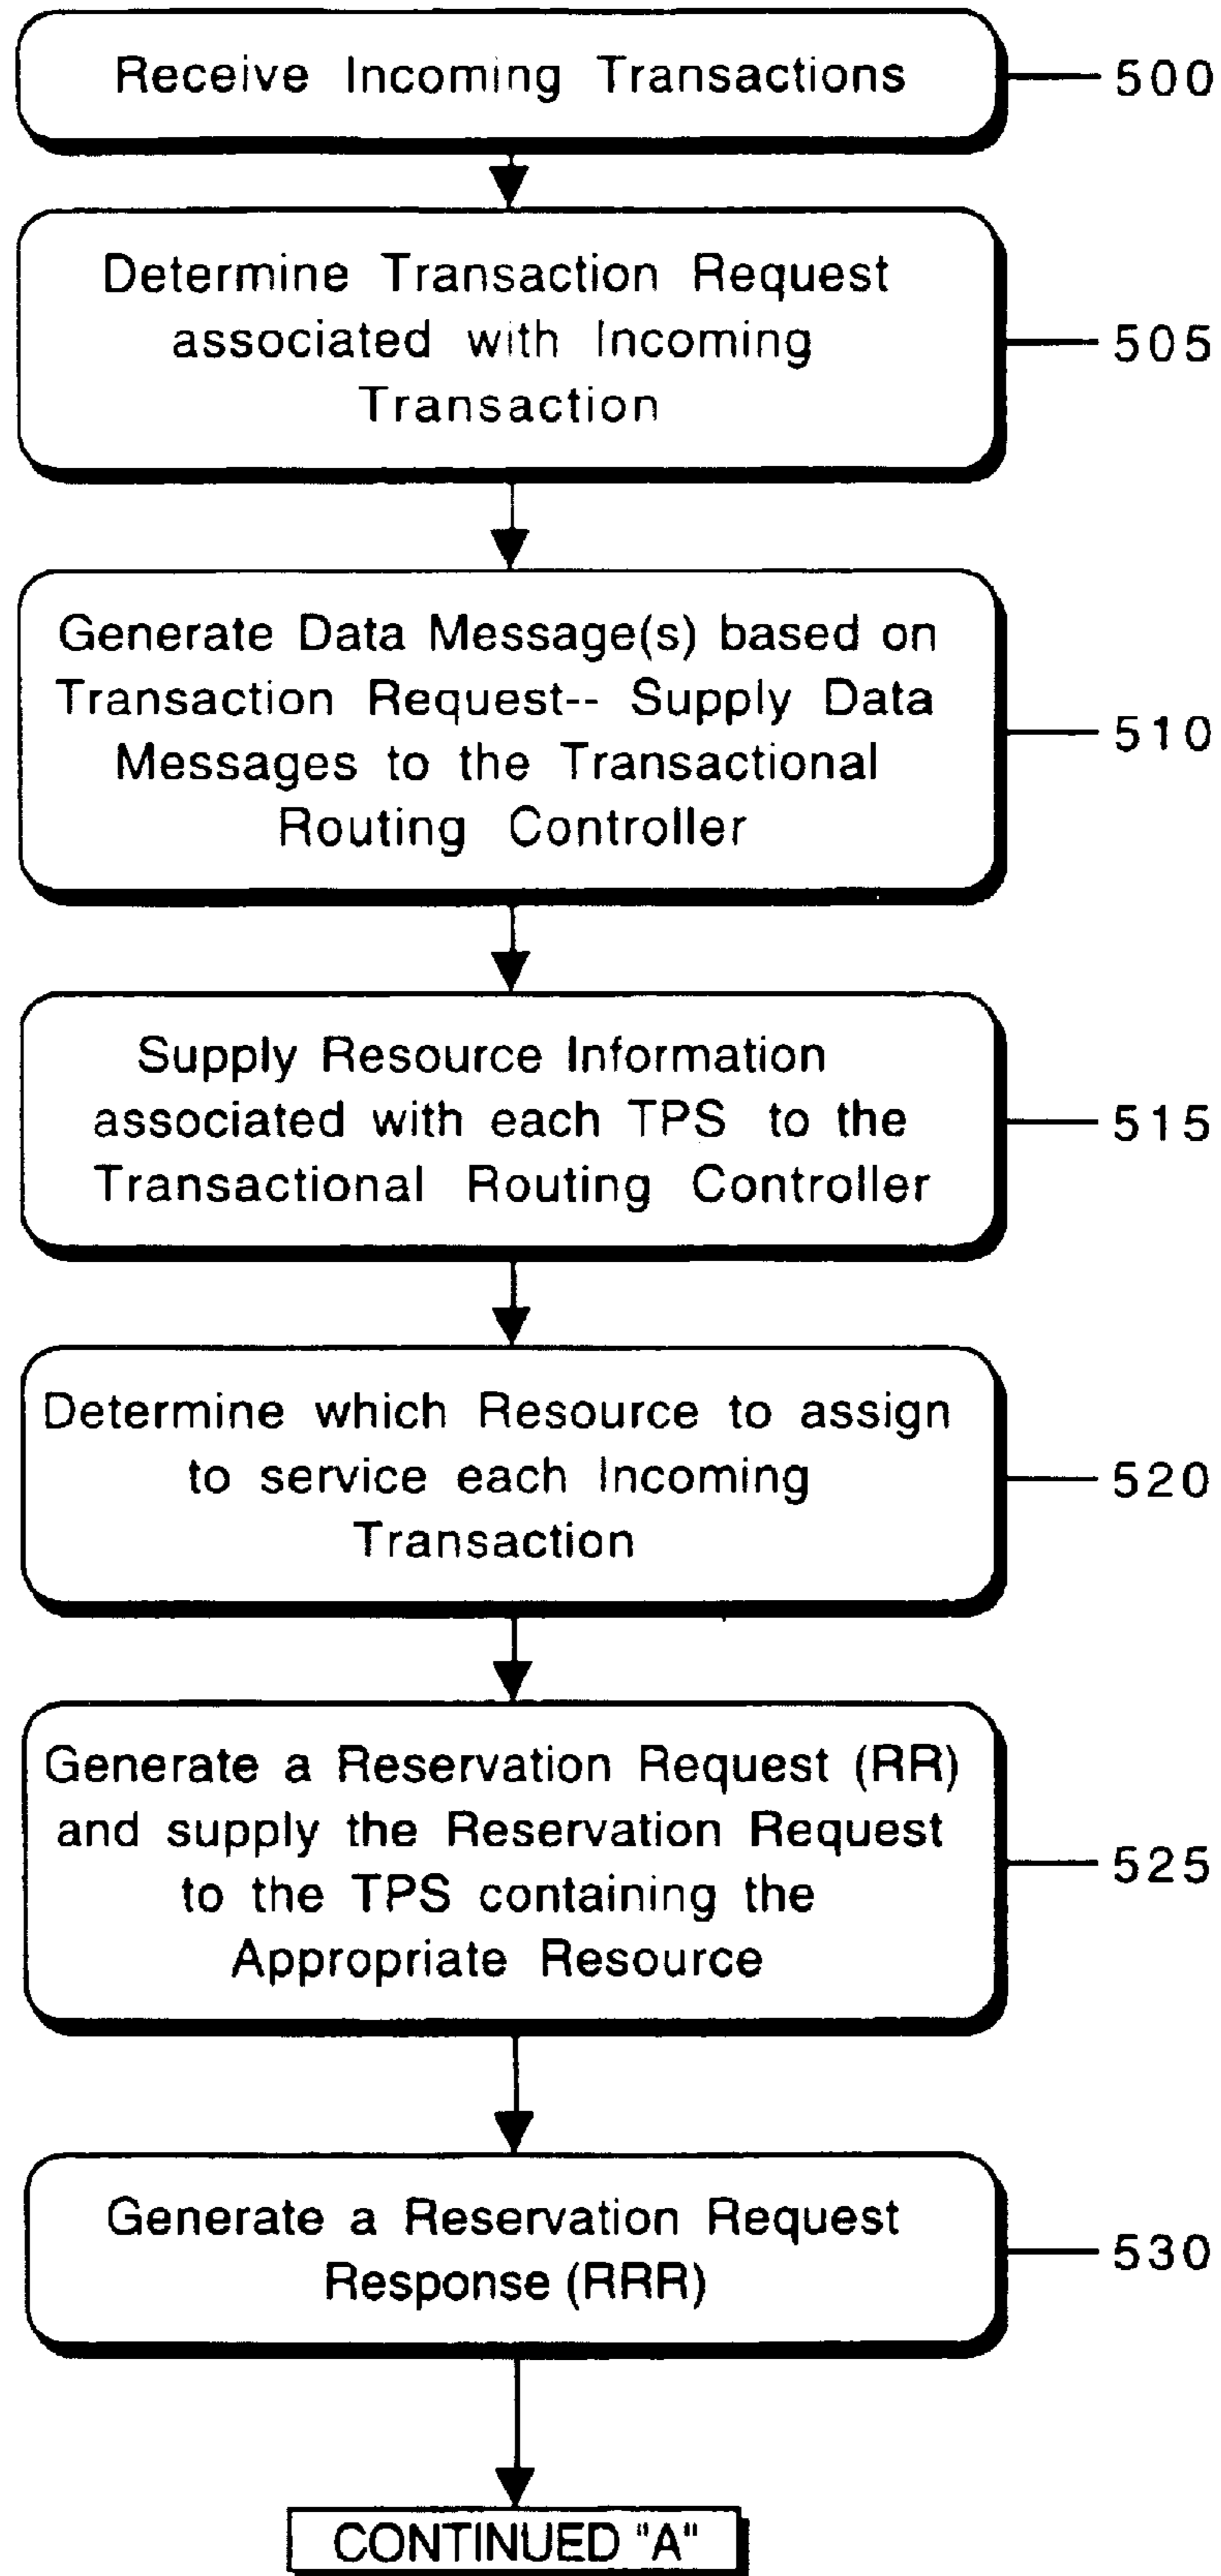 Receive Incoming Transactions
500
Determine Transaction Request
associated with Incoming
Transaction
505
Generate Data Message(s) based on
Transaction Request-- Supply Data
Messages to the Transactional
Routing Controller
510
Supply Resource Information
associated with each TPS to the
Transactional Routing Controller
515
Determine which Resource to assign
to service each Incoming
Transaction
520
Generate a Reservation Request (RR)
and supply the Reservation Request
to the TPS containing the
Appropriate Resource
525
Generate a Reservation Request
Response (RRR)
530
CONTINUED "A"